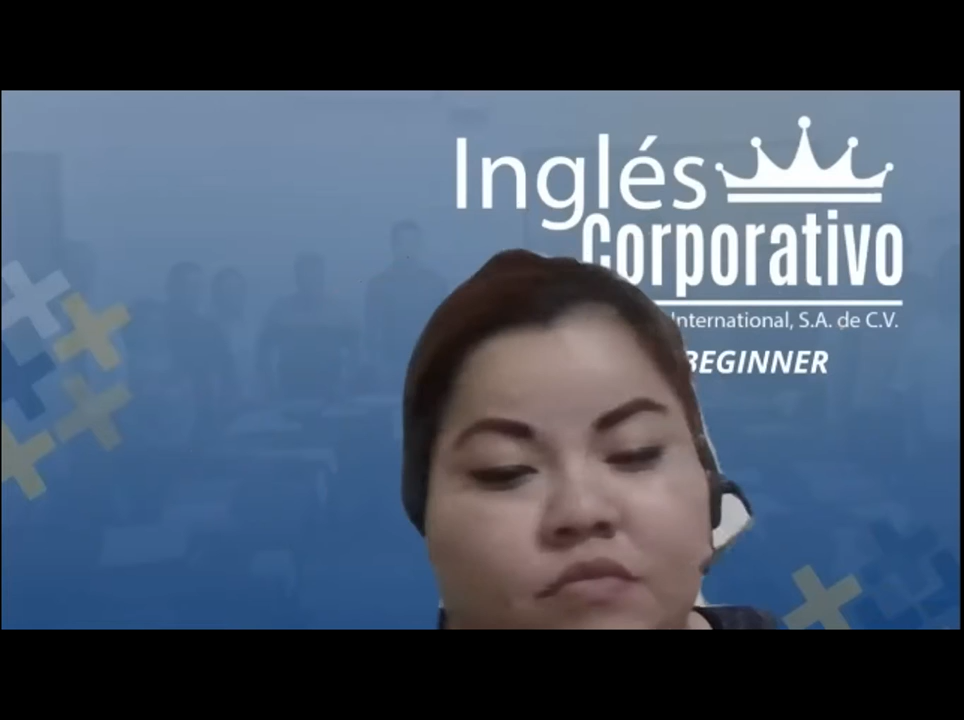 Inglés
Corporativo
International, S.A. de C.V.
BEGINNER